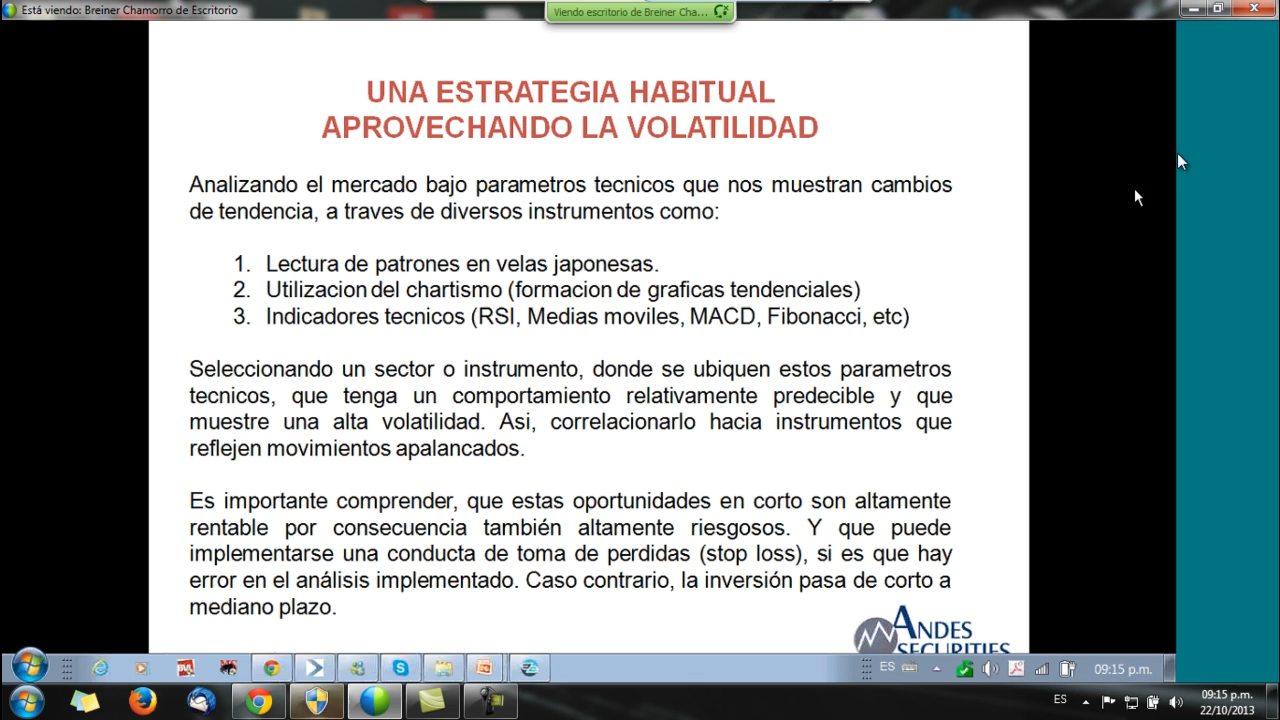 Está viendo: Breiner Chamorro de Escritorio
Viendo escritorio de Breiner Cha...
UNA ESTRATEGIA HABITUAL
APROVECHANDO LA VOLATILIDAD
Analizando el mercado bajo parametros tecnicos que nos muestran cambios
de tendencia, a traves de diversos instrumentos como:
1. Lectura de patrones en velas japonesas.
2. Utilizacion del chartismo (formacion de graficas tendenciales)
3. Indicadores tecnicos (RSI, Medias moviles, MACD, Fibonacci, etc)
Seleccionando un sector o instrumento, donde se ubiquen estos parametros
tecnicos, que tenga un comportamiento relativamente predecible y que
muestre una alta volatilidad. Asi, correlacionarlo hacia instrumentos que
reflejen movimientos apalancados.
Es importante comprender, que estas oportunidades en corto son altamente
rentable por consecuencia también altamente riesgosos. Y que puede
implementarse una conducta de toma de perdidas (stop loss), si es que hay
error en el análisis implementado. Caso contrario, la inversión pasa de corto a
mediano plazo.
ANDES
SECURITIES
ES
09:15 p.m.
ES
09:15 p.m.
22/10/2013